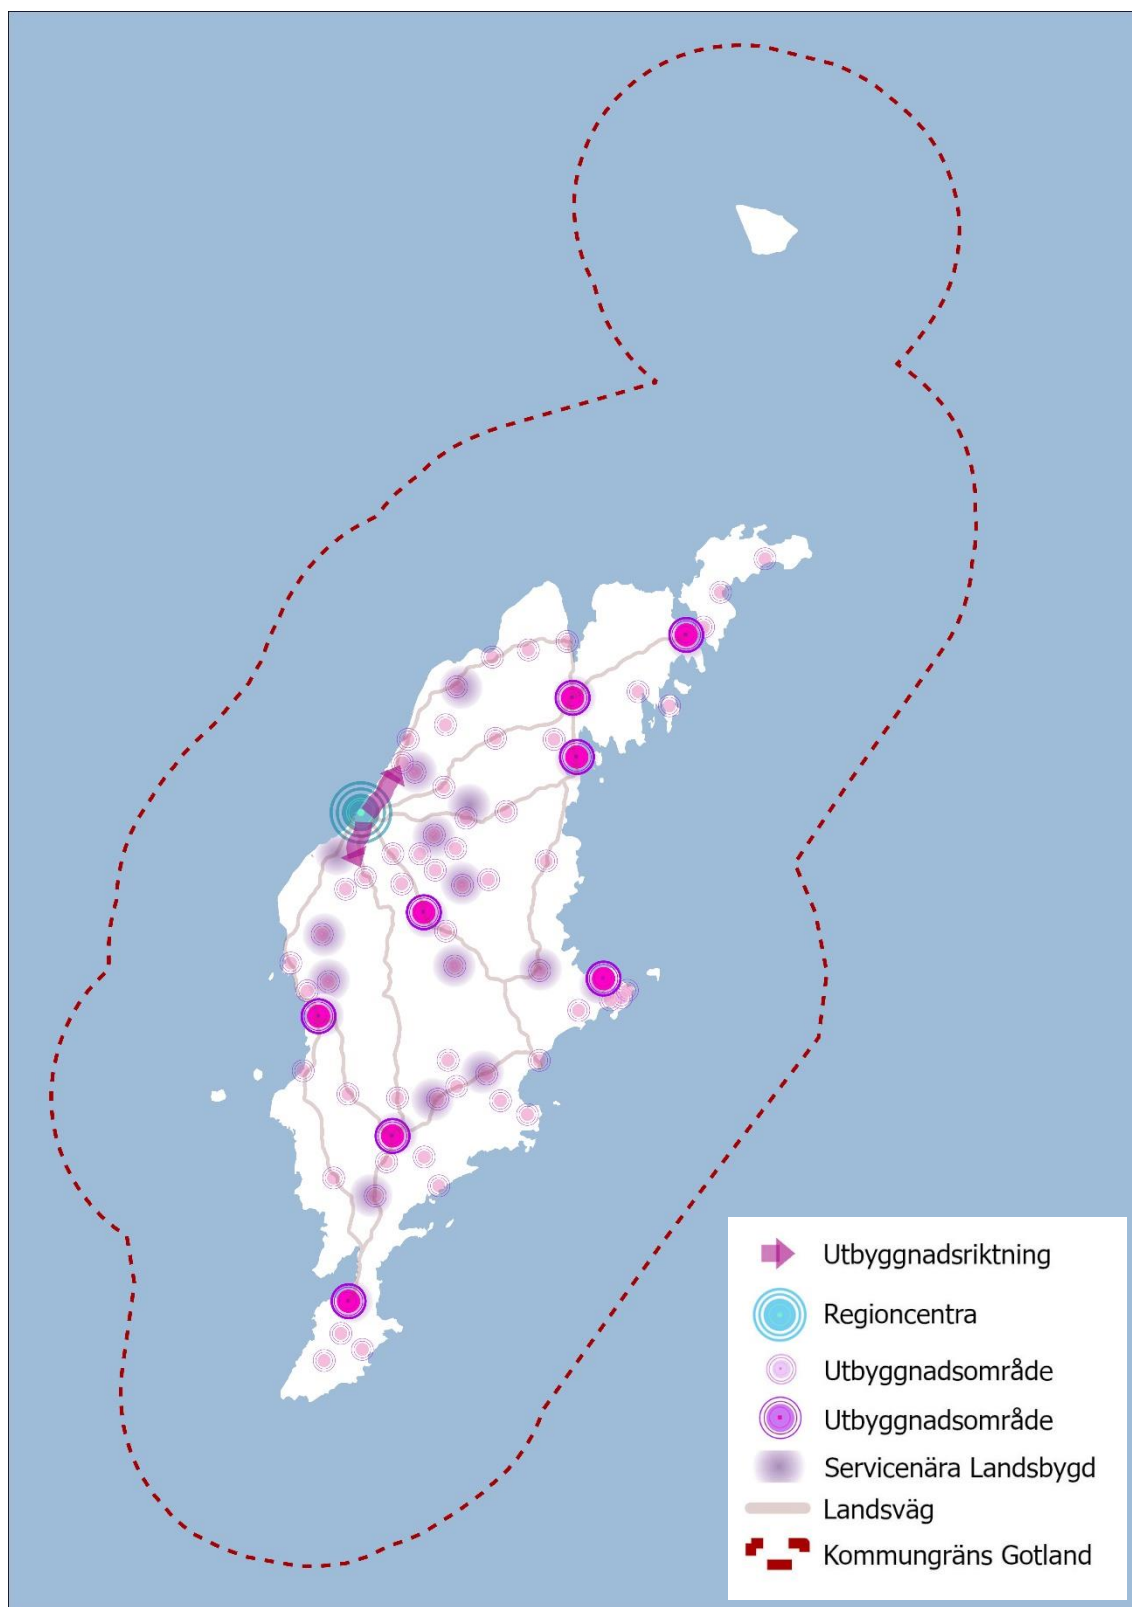 Utbyggnadsriktning
Regioncentra
Utbyggnadsområde
Utbyggnadsområde
Servicenära Landsbygd
Landsväg
Kommungräns Gotland